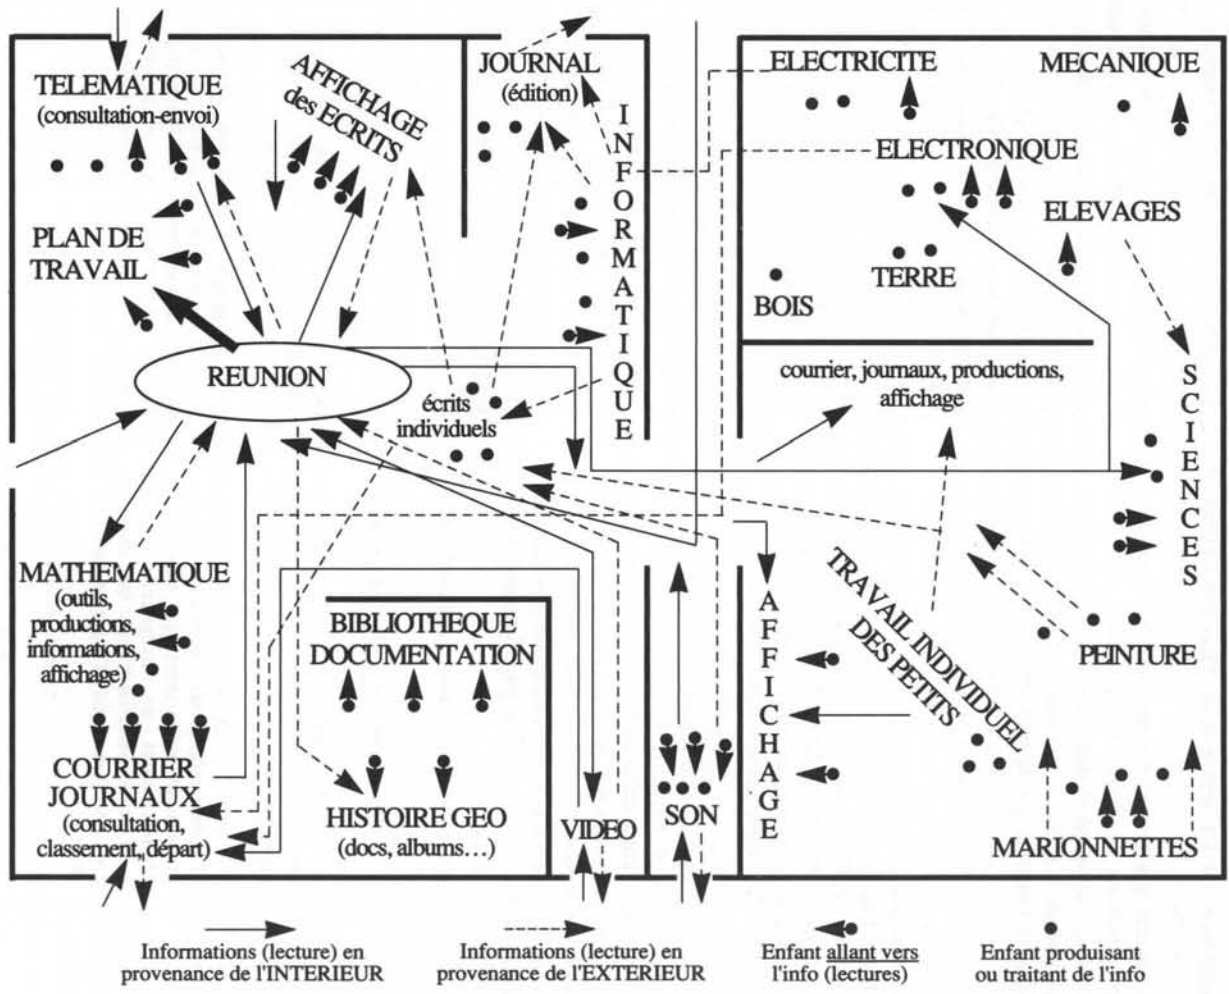 TELEMATIQUE
(consultation-envoi)
AFFICHAGE
des ECRITS
JOURNAL
(édition)
INFORMATIQUE
ELECTRICITE
MECANIQUE
ELECTRONIQUE
ELEVAGES
TERRE
BOIS
PLAN DE
TRAVAIL
REUNION
écrits
individuels
courrier, journaux, productions,
affichage
SCIENCES
MATHEMATIQUE
(outils,
productions,
informations,
affichage)
BIBLIOTHEQUE
DOCUMENTATION
AFFICHAGE
TRAVAIL INDIVIDUEL
DES PETITS
PEINTURE
COURRIER
JOURNAUX
(consultation,
classement, départ)
HISTOIRE GEO
(docs, albums...)
VIDEO
SON
MARIONNETTES
Informations (lecture) en
provenance de l'INTERIEUR
Informations (lecture) en
provenance de l'EXTERIEUR
Enfant allant vers
l'info (lectures)
Enfant produisant
ou traitant de l'info